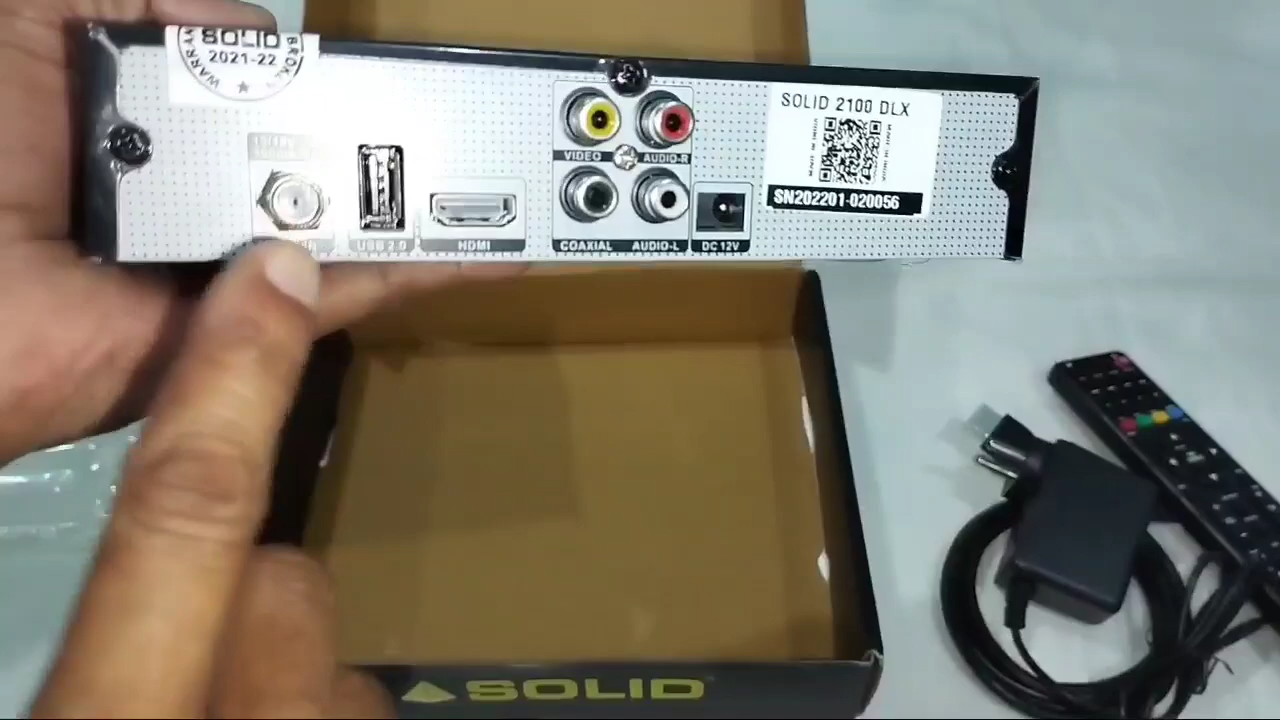 SOLID
2021-22
SOLID 2100 DLX
VIDEO
AUDIO-R
SN202201-020056
USB 2.0
HDMI
COAXIAL
AUDIO-L
DC 12V
SOLID